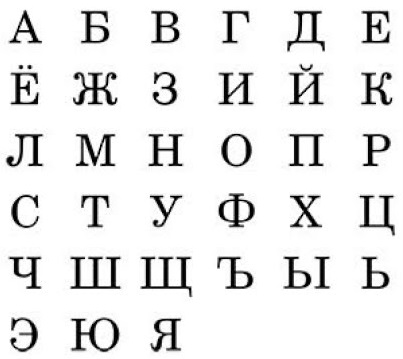 А Б В Г Д Е
Ё Ж З И Й К
Л М Н О П Р
С Т У Ф Х Ц
Ч Ш Щ Ъ Ы Ь
Э Ю Я